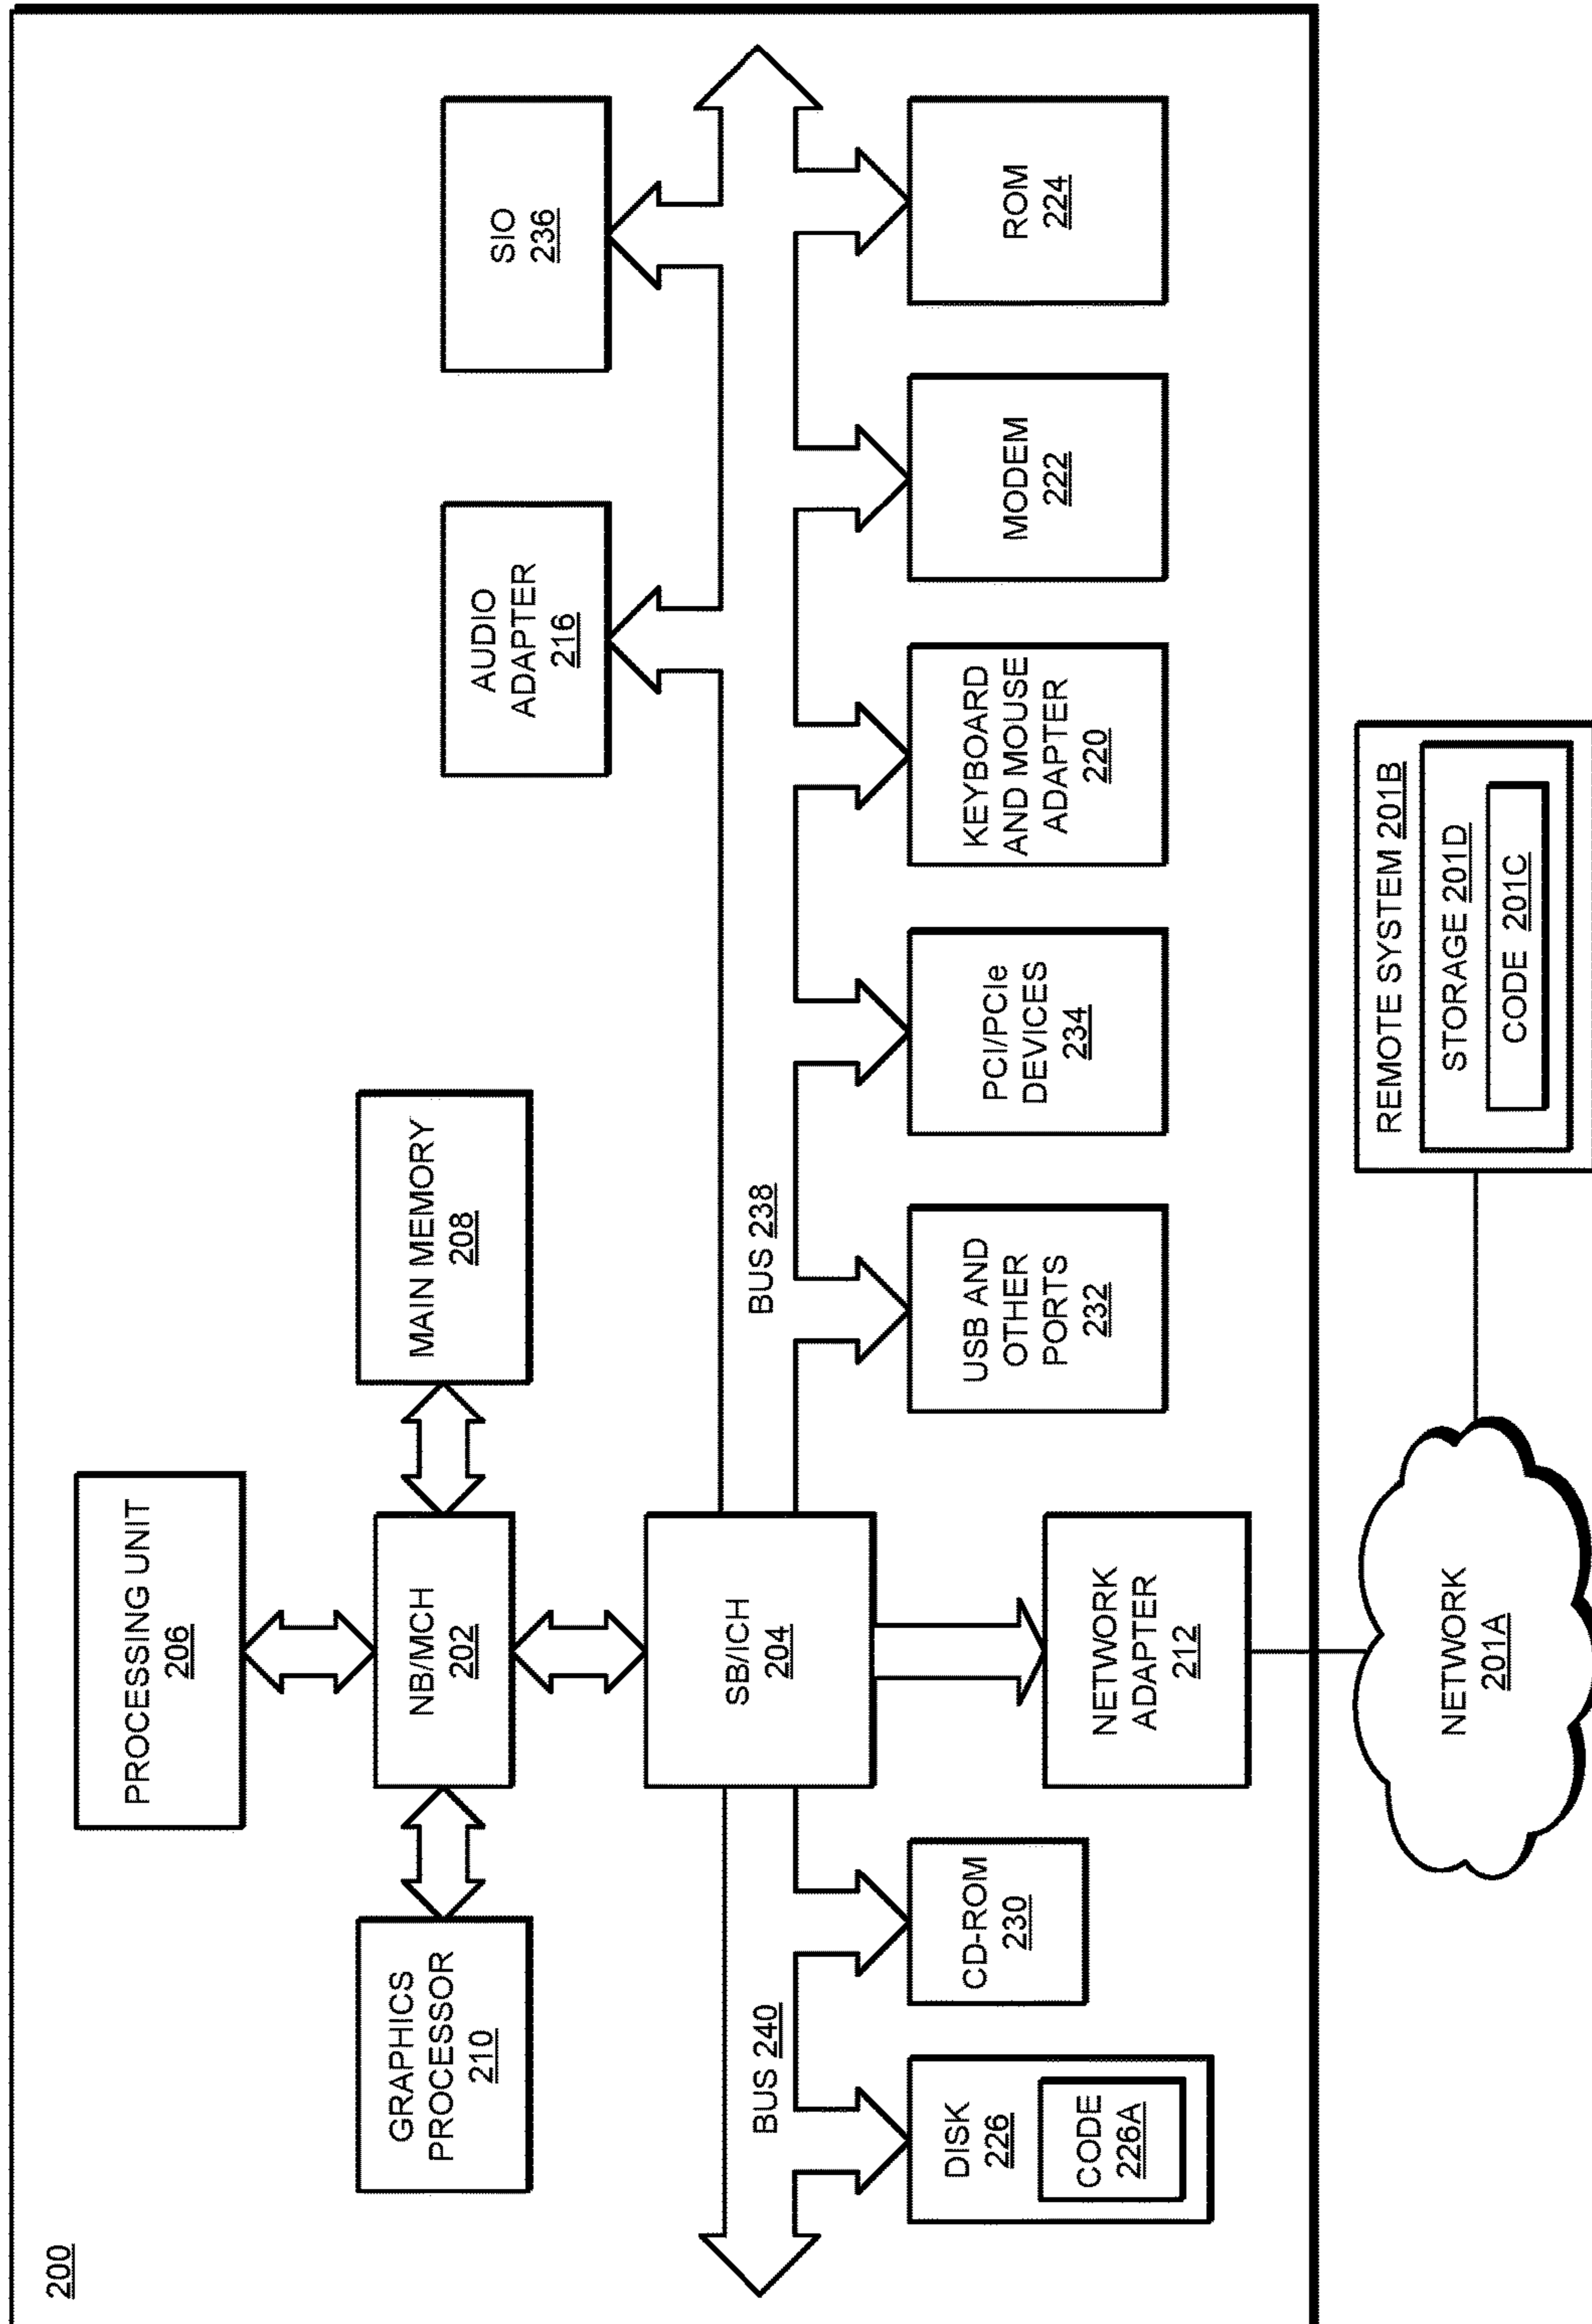 200
PROCESSING UNIT
206
GRAPHICS
PROCESSOR
210
NB/MCH
202
MAIN MEMORY
208
AUDIO
ADAPTER
216
SIO
236
SB/ICH
204
BUS 240
BUS 238
DISK
226
CODE
226A
CD-ROM
230
NETWORK
ADAPTER
212
USB AND
OTHER
PORTS
232
PCI/PCIe
DEVICES
234
KEYBOARD
AND MOUSE
ADAPTER
220
MODEM
222
ROM
224
NETWORK
201A
REMOTE SYSTEM 201B
STORAGE 201D
CODE 201C